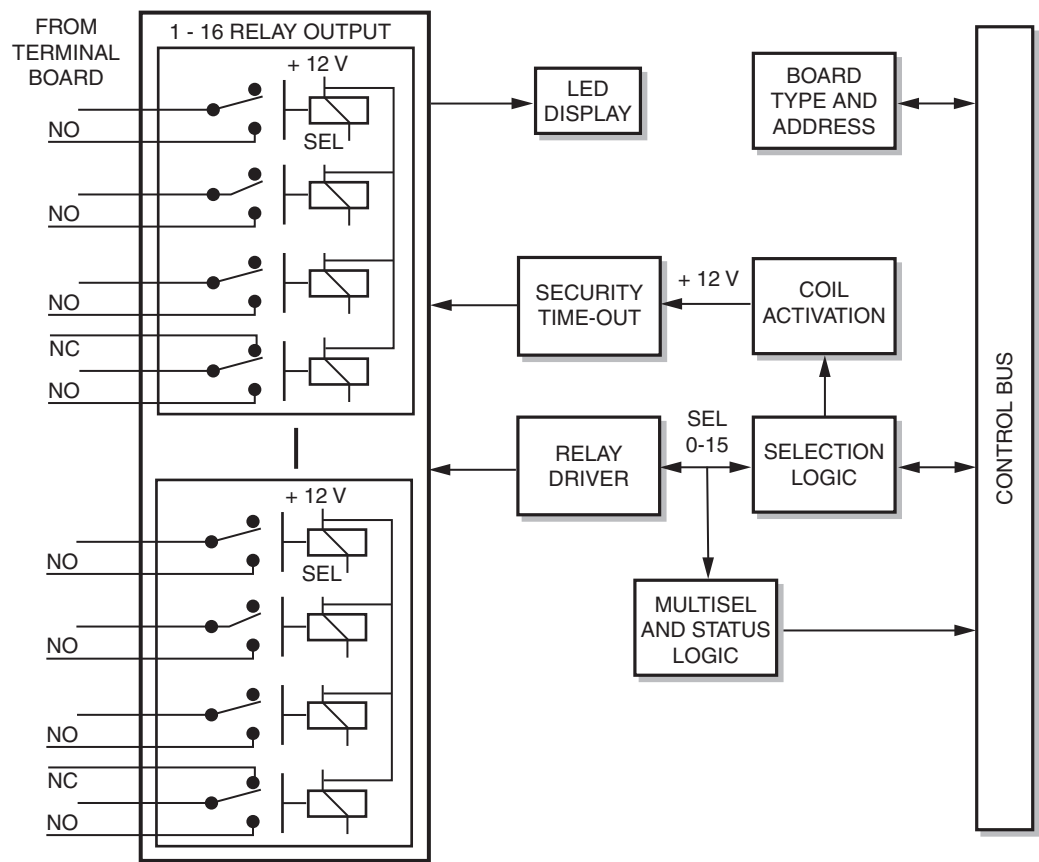 FROM
TERMINAL
BOARD
1 - 16 RELAY OUTPUT
+ 12 V
NO
SEL
NO
NO
NC
NO
+ 12 V
NO
SEL
NO
NO
NC
NO
LED
DISPLAY
BOARD
TYPE AND
ADDRESS
SECURITY
TIME-OUT
+ 12 V
COIL
ACTIVATION
RELAY
DRIVER
SEL
0-15
SELECTION
LOGIC
MULTISEL
AND STATUS
LOGIC
CONTROL BUS